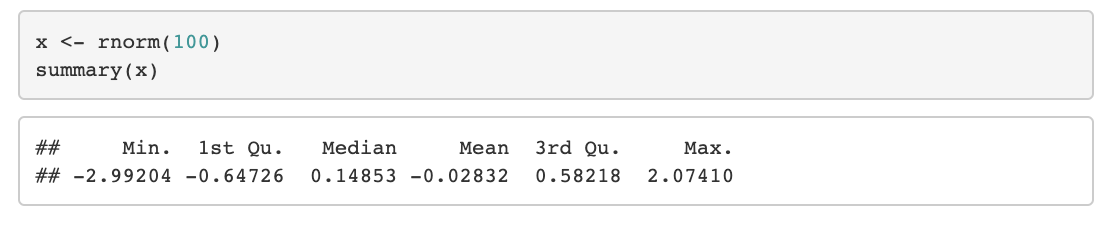 x <- rnorm(100)
summary(x)
##     Min.  1st Qu.   Median     Mean  3rd Qu.     Max.
## -2.99204 -0.64726  0.14853 -0.02832  0.58218  2.07410